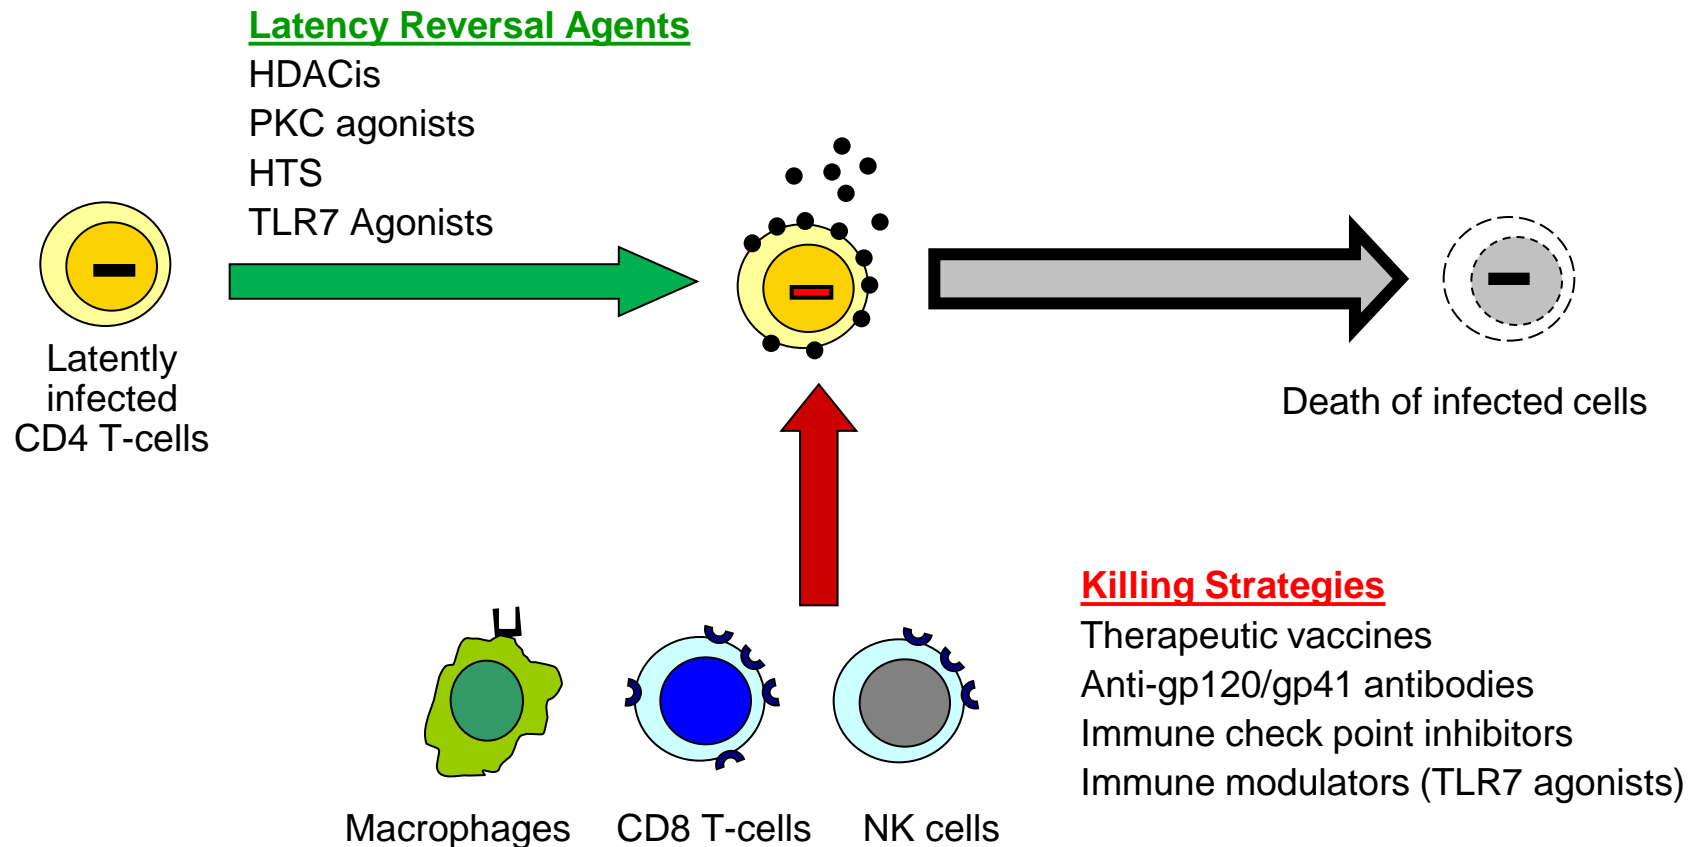 Latency Reversal Agents
HDACis
PKC agonists
HTS
TLR7 Agonists
Latently
infected
CD4 T-cells
Death of infected cells
Killing Strategies
Therapeutic vaccines
Anti-gp120/gp41 antibodies
Immune check point inhibitors
Immune modulators (TLR7 agonists)
Macrophages
CD8 T-cells
NK cells